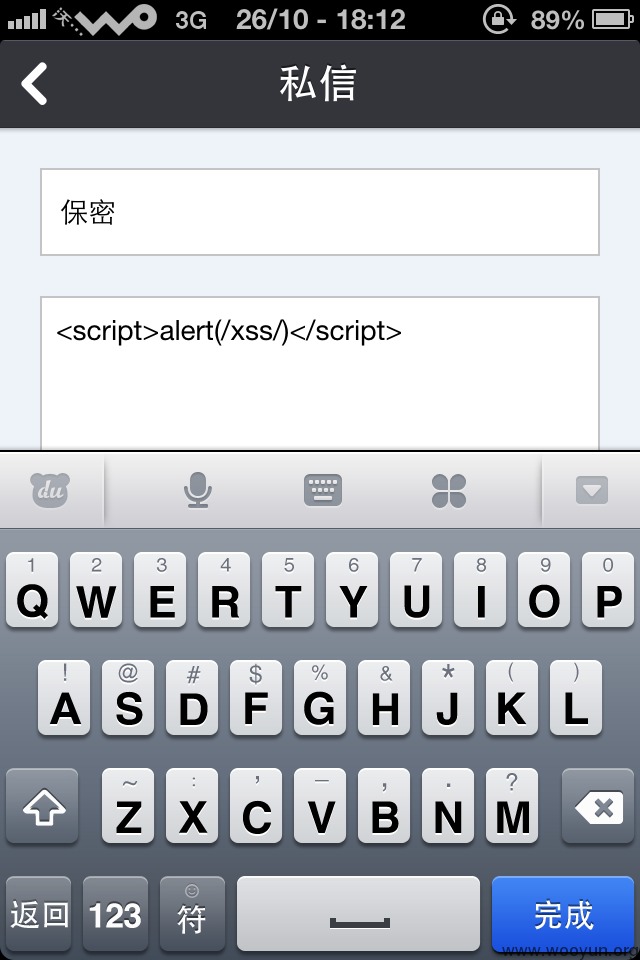 沃 3G 26/10 - 18:12 89%
私信
保密
<script>alert(/xss/)</script>
du
1 2 3 4 5 6 7 8 9 0
Q W E R T Y U I O P
! @ # $ % & * ( )
A S D F G H J K L
~ : ’ — , . ?
Z X C V B N M
返回 123 符 完成
www.wooyun.org